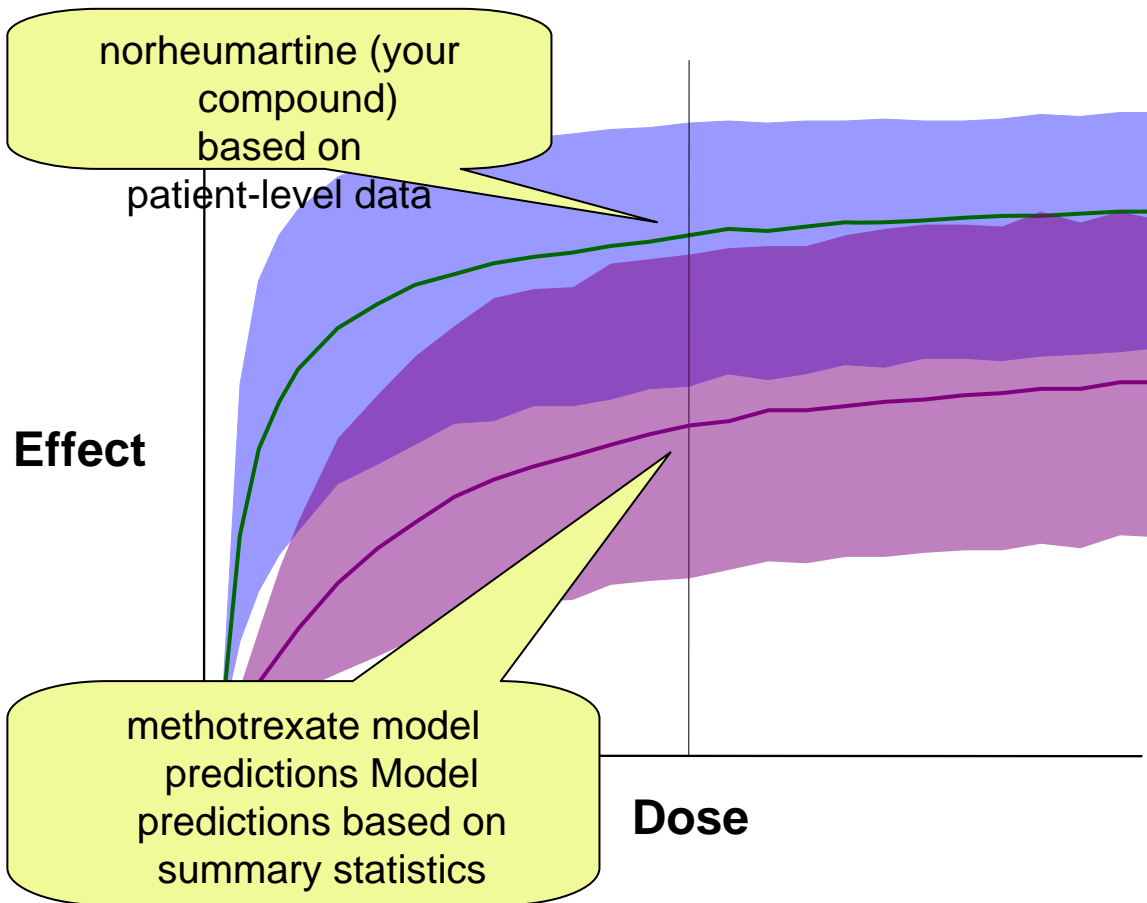 norheumartine (your
compound)
based on
patient-level data
Effect
methotrexate model
predictions Model
predictions based on
summary statistics
Dose